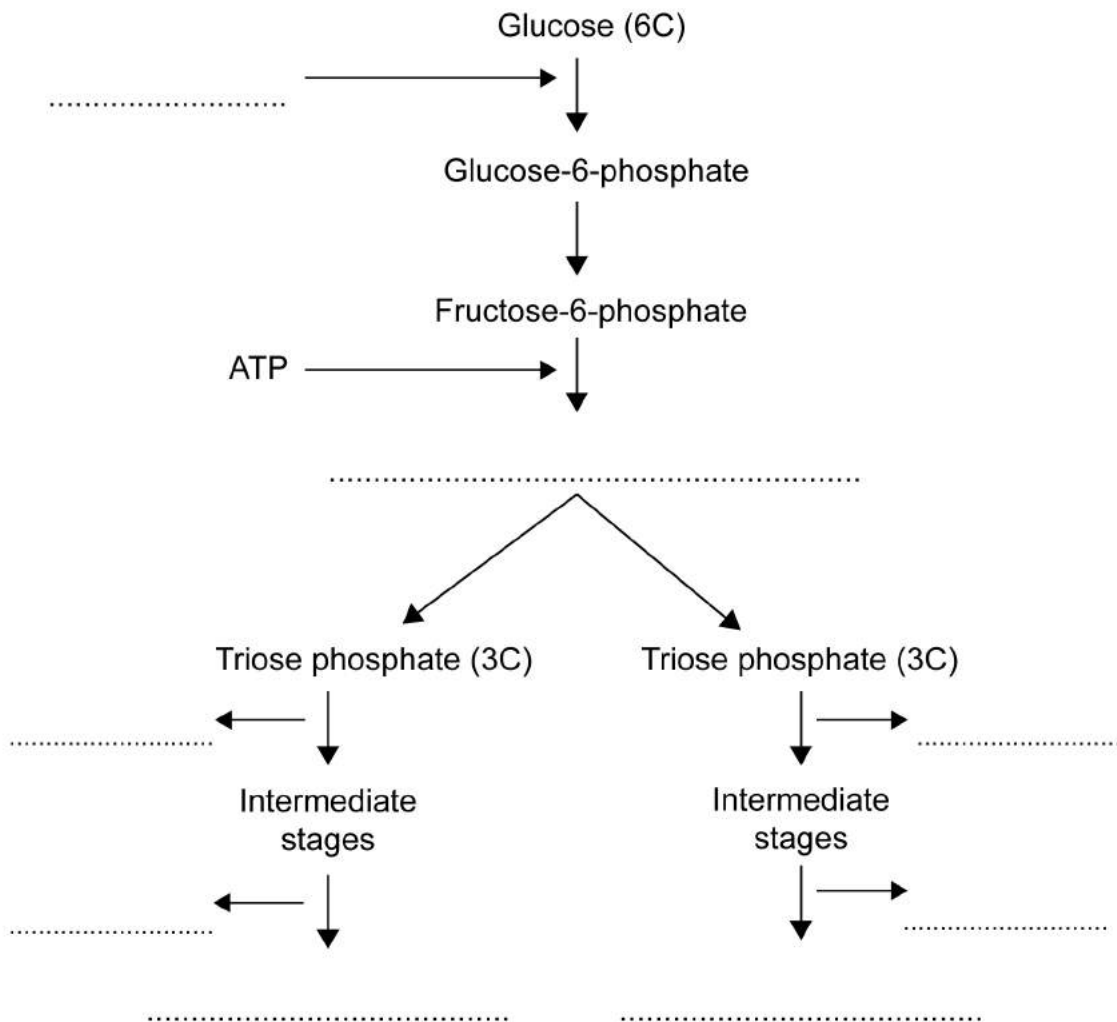 Glucose (6C)
Glucose-6-phosphate
Fructose-6-phosphate
ATP
Triose phosphate (3C)
Triose phosphate (3C)
Intermediate
stages
Intermediate
stages